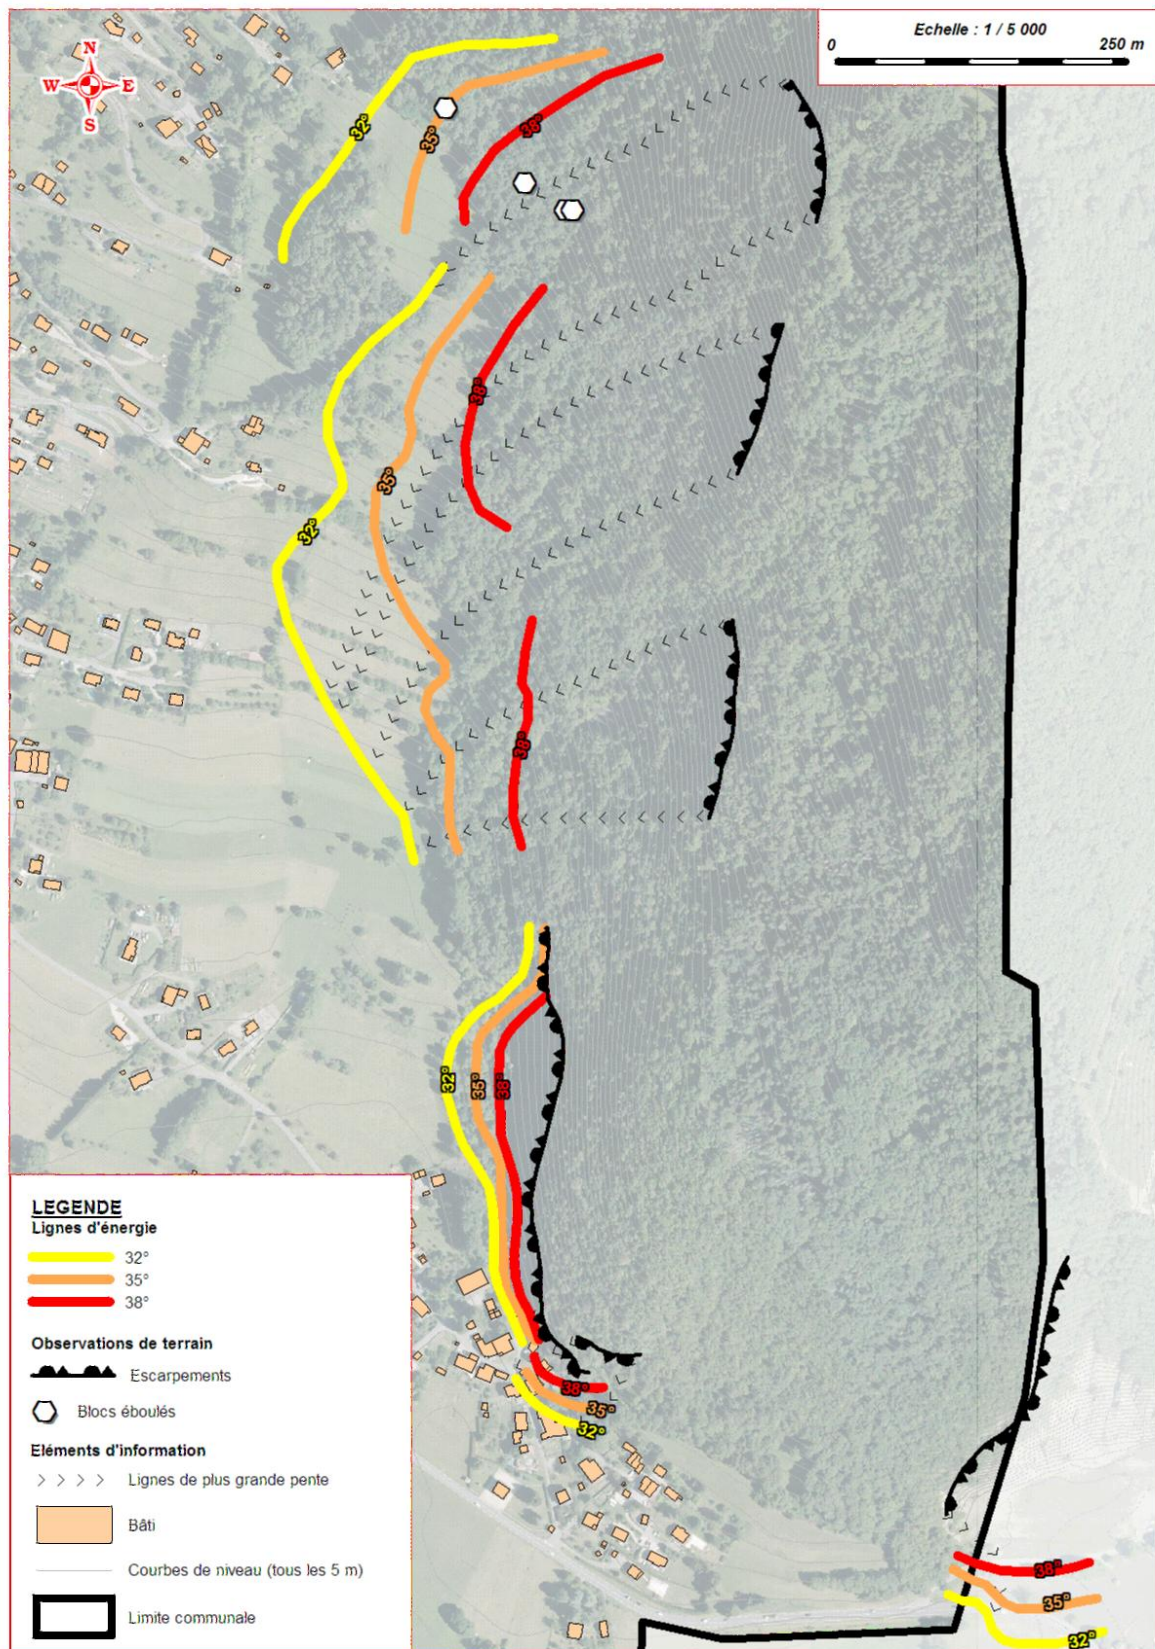 Echelle : 1 / 5 000
0 250 m
N
W E
S
32°
35°
38°
38°
35°
32°
38°
32°
35°
38°
38°
35°
32°
38°
35°
32°
LEGENDE
Lignes d'énergie
32°
35°
38°
Observations de terrain
Escarpements
Blocs éboulés
Eléments d'information
Lignes de plus grande pente
Bâti
Courbes de niveau (tous les 5 m)
Limite communale